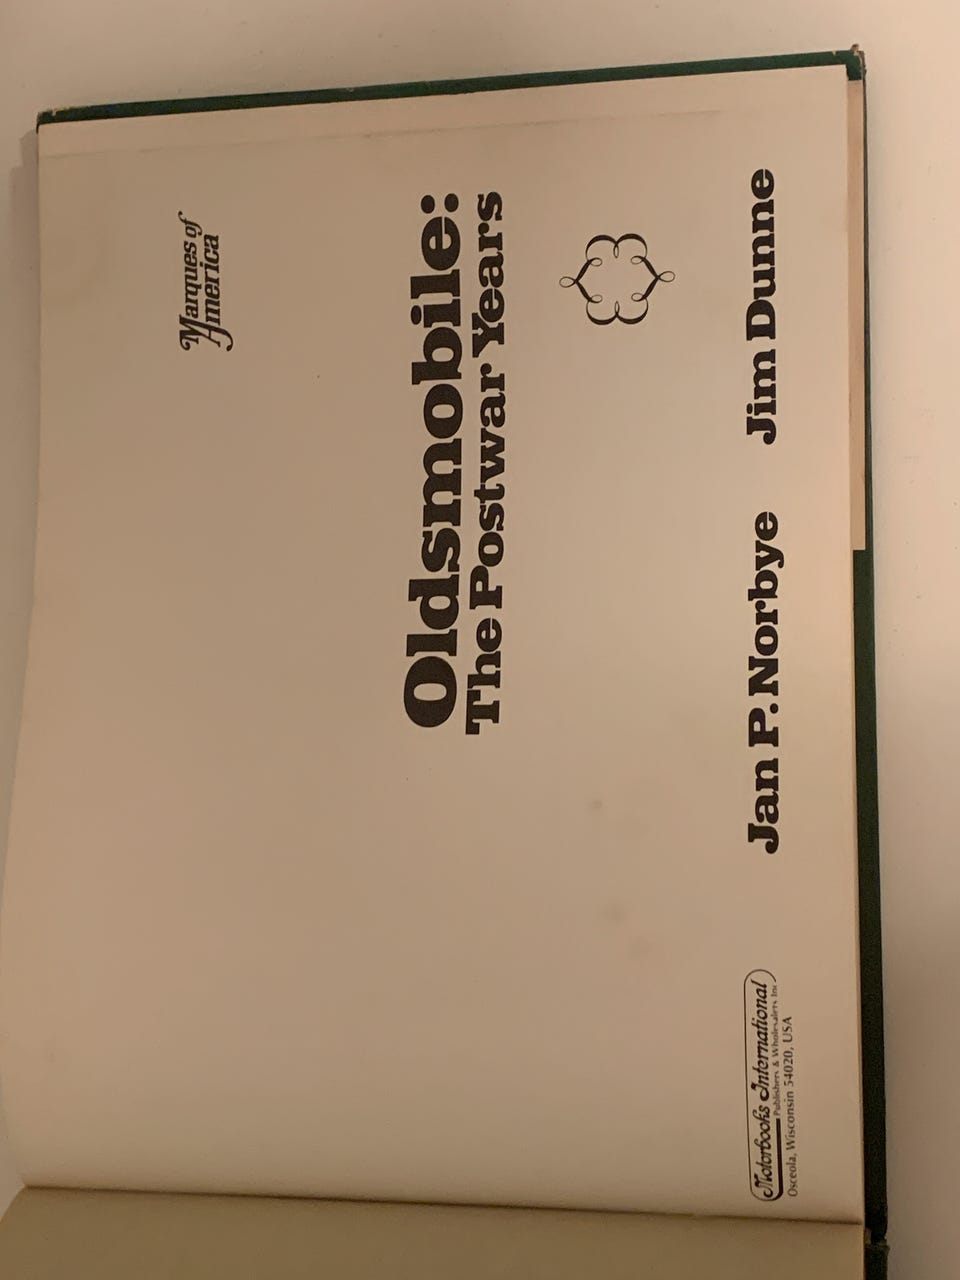 Marques of
America
Oldsmobile:
The Postwar Years
Jan P. Norbye Jim Dunne
Motorbooks International
Publishers & Wholesalers Inc
Osceola, Wisconsin 54020, USA